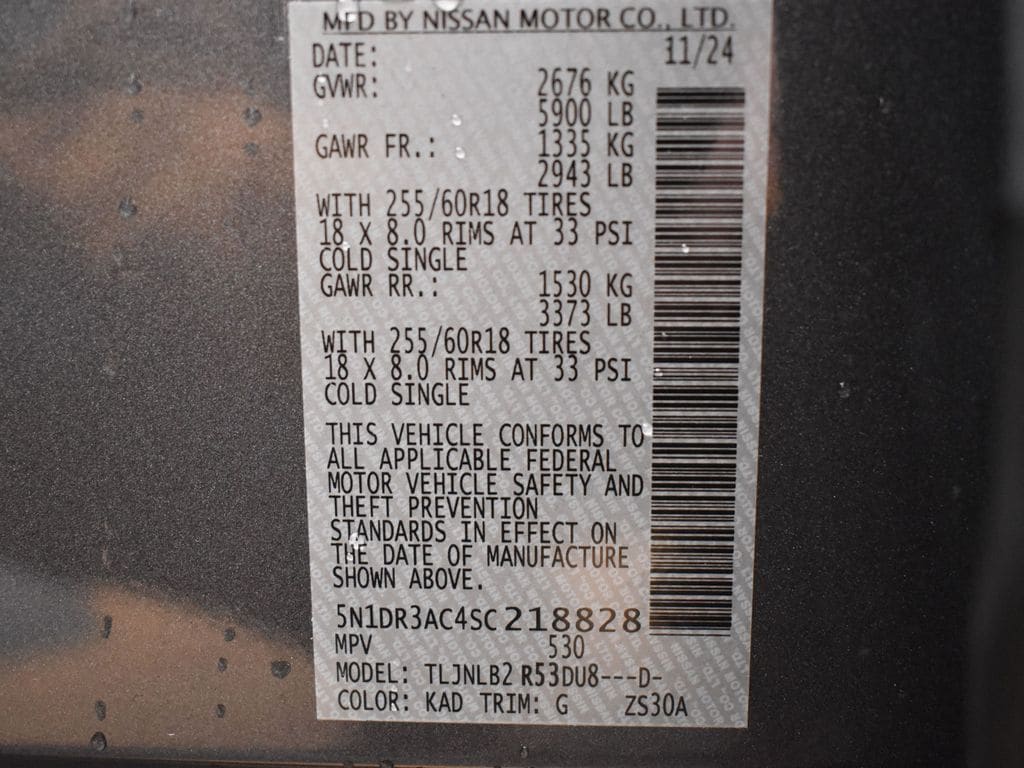 MFD BY NISSAN MOTOR CO., LTD.
DATE: 11/24
GVWR: 2676 KG
5900 LB
GAWR FR.: 1335 KG
2943 LB
WITH 255/60R18 TIRES
18 X 8.0 RIMS AT 33 PSI
COLD SINGLE
GAWR RR.: 1530 KG
3373 LB
WITH 255/60R18 TIRES
18 X 8.0 RIMS AT 33 PSI
COLD SINGLE
THIS VEHICLE CONFORMS TO
ALL APPLICABLE FEDERAL
MOTOR VEHICLE SAFETY AND
THEFT PREVENTION
STANDARDS IN EFFECT ON
THE DATE OF MANUFACTURE
SHOWN ABOVE.
5N1DR3AC4SC218828
MPV 530
MODEL: TLJNLB2 R53DU8---D-
COLOR: KAD TRIM: G ZS30A